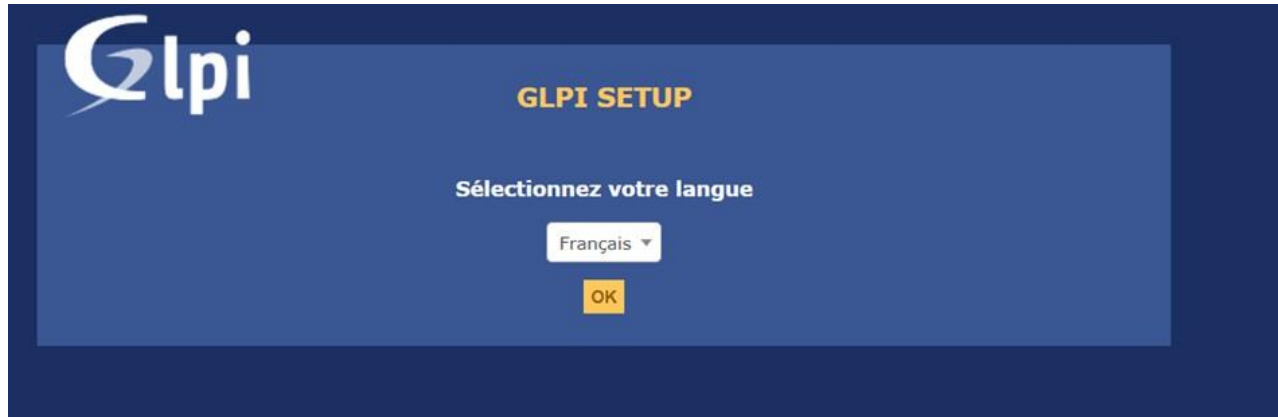 Glpi
GLPI SETUP
Sélectionnez votre langue
Français
OK